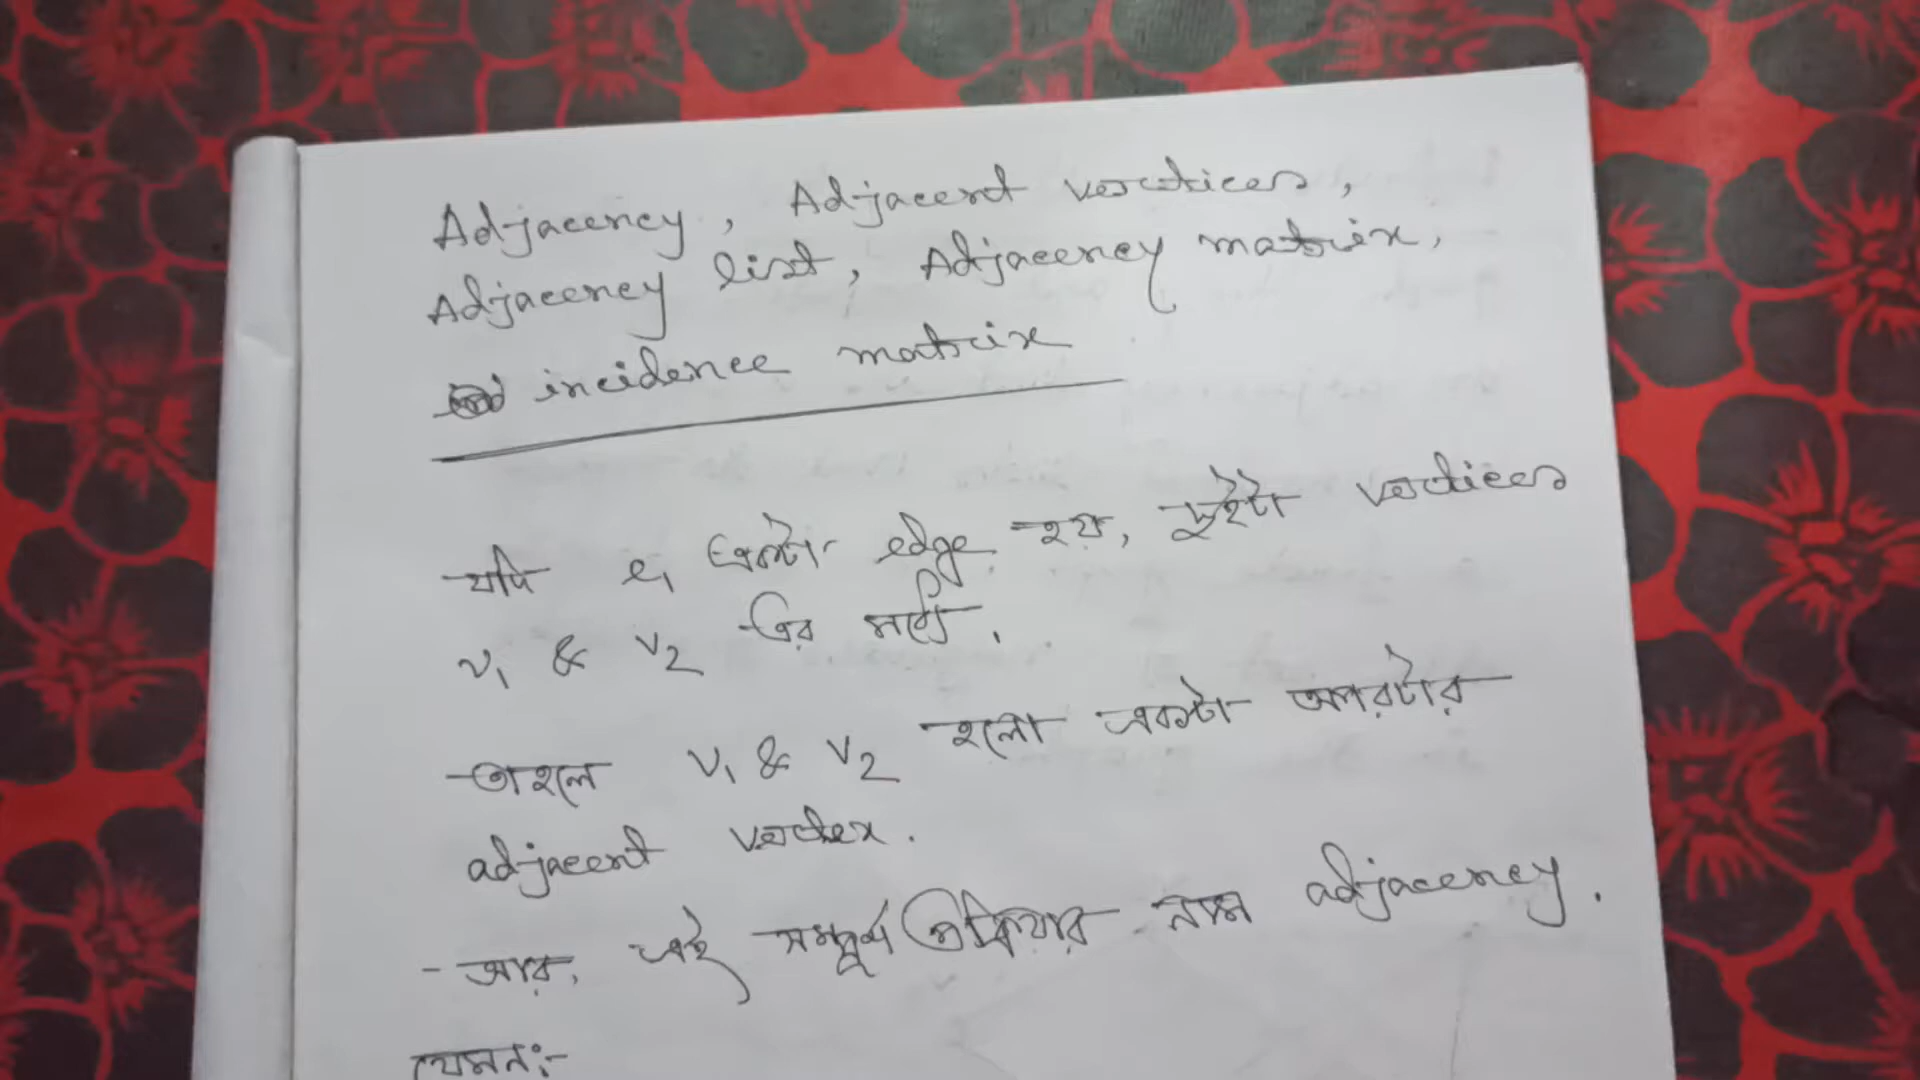 Adjacency, Adjacent vertices,
Adjacency list, Adjacency matrix,
incidence matrix
যদি e₁ একটা edge হয়, দুইটা vertices
v₁ & v₂ এর মধ্যে,
তাহলে v₁ & v₂ হলো একটা অপরটার
adjacent vertex.
- আর, এই সম্পূর্ণ প্রক্রিয়ার নাম adjacency.
যেমন:-